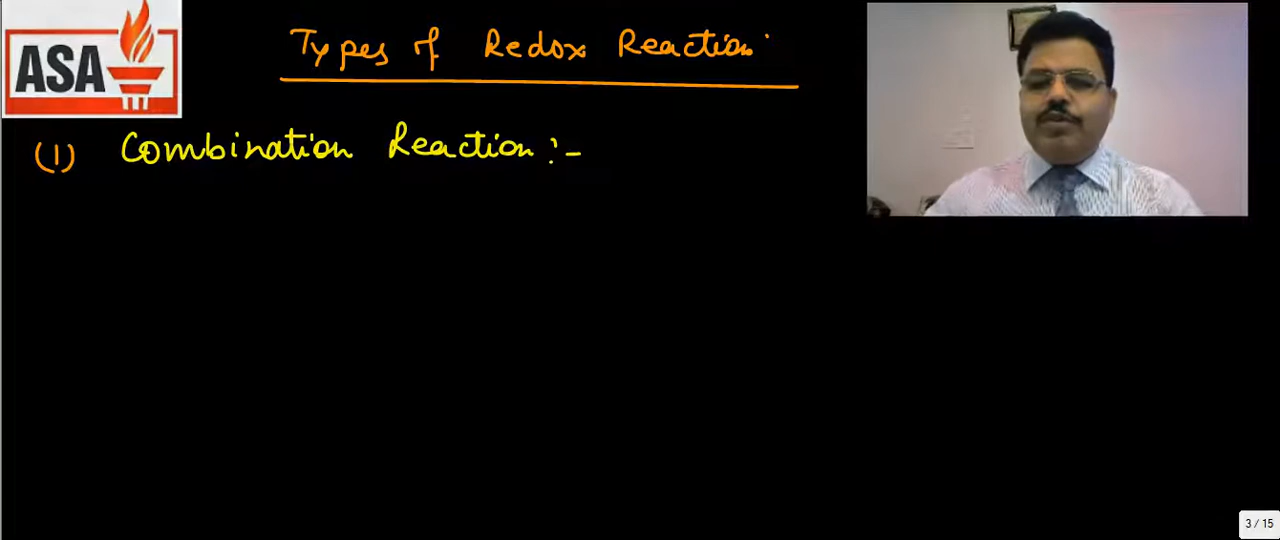 ASA
Types of Redox Reaction
(1) Combination Reaction :-
3 / 15